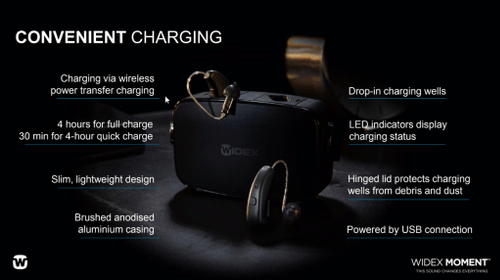 CONVENIENT CHARGING
Charging via wireless
power transfer charging
4 hours for full charge
30 min for 4-hour quick charge
Slim, lightweight design
Brushed anodised
aluminium casing
WIDEX
Drop-in charging wells
LED indicators display
charging status
Hinged lid protects charging
wells from debris and dust
Powered by USB connection
W
WIDEX MOMENT™
THIS SOUND CHANGES EVERYTHING